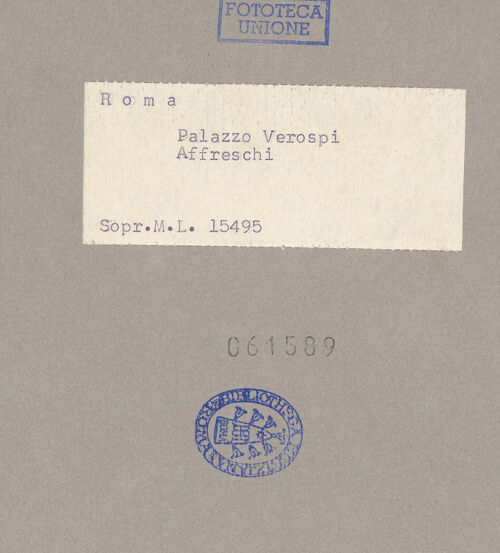 FOTOTECA
UNIONE
Roma
Palazzo Verospi
Affreschi
Sopr.M.L. 15495
061589